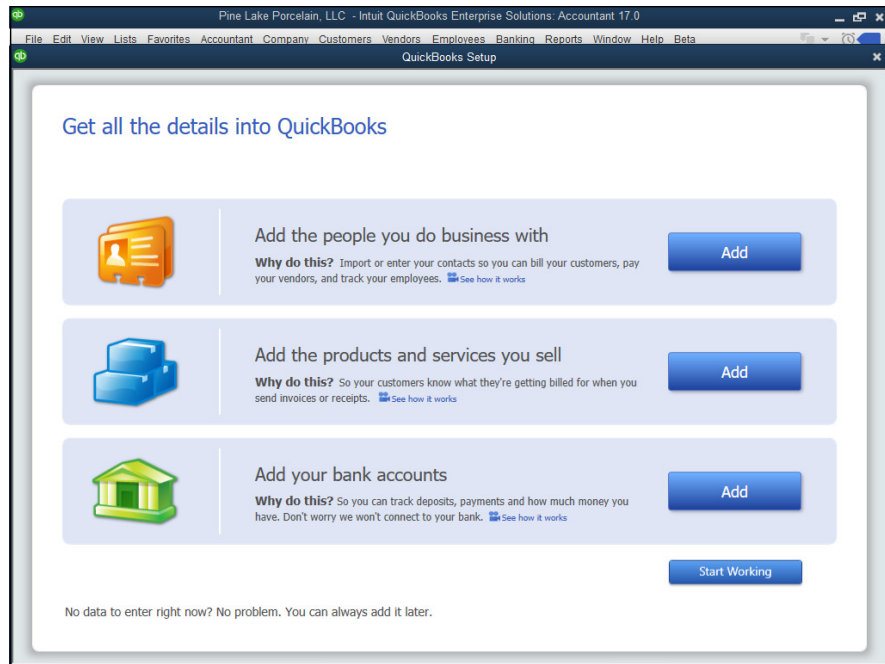 Pine Lake Porcelain, LLC - Intuit QuickBooks Enterprise Solutions: Accountant 17.0
File Edit View Lists Favorites Accountant Company Customers Vendors Employees Banking Reports Window Help Beta
QuickBooks Setup
Get all the details into QuickBooks
Add the people you do business with
Why do this? Import or enter your contacts so you can bill your customers, pay
your vendors, and track your employees. See how it works
Add
Add the products and services you sell
Why do this? So your customers know what they're getting billed for when you
send invoices or receipts. See how it works
Add
Add your bank accounts
Why do this? So you can track deposits, payments and how much money you
have. Don't worry we won't connect to your bank. See how it works
Add
Start Working
No data to enter right now? No problem. You can always add it later.